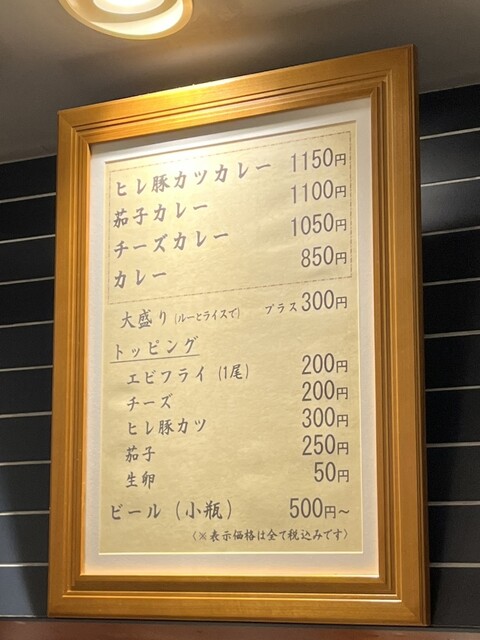 ヒレ豚カツカレー 1150円
茄子カレー 1100円
チーズカレー 1050円
カレー 850円
大盛り(ルーとライスで) プラス300円
トッピング
エビフライ(1尾) 200円
チーズ 200円
ヒレ豚カツ 300円
茄子 250円
生卵 50円
ビール(小瓶) 500円～
〈※表示価格は全て税込みです〉